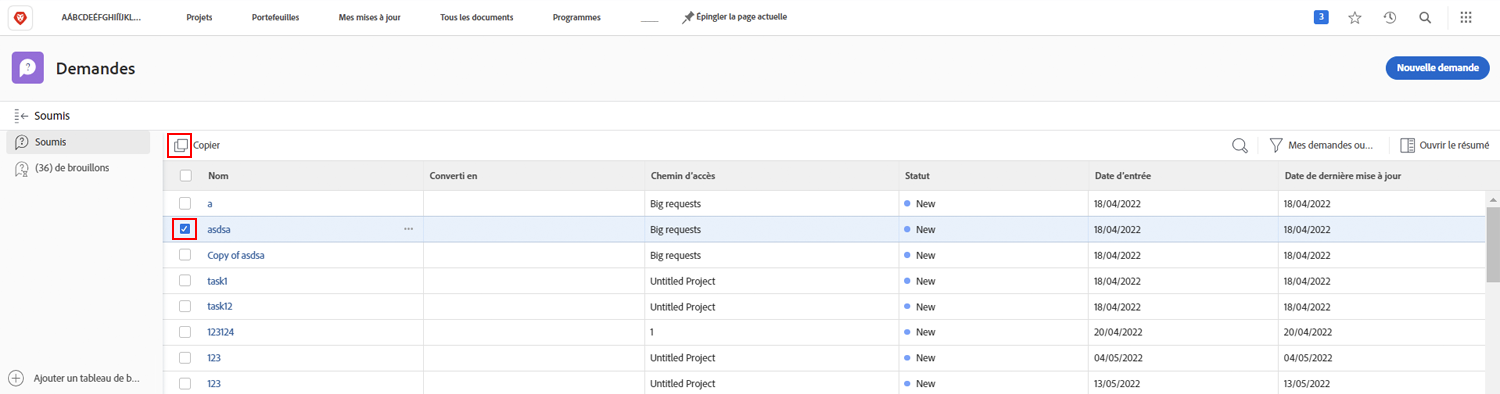 AÁBCDEÉFGHIÍJKL... Projets Portefeuilles Mes mises à jour Tous les documents Programmes ____ Épingler la page actuelle 3
Demandes Nouvelle demande
Soumis
Soumis
(36) de brouillons
Ajouter un tableau de b...
Copier Mes demandes ou... Ouvrir le résumé
Nom Converti en Chemin d'accès Statut Date d'entrée Date de dernière mise à jour
a Big requests New 18/04/2022 18/04/2022
asdsa ... Big requests New 18/04/2022 18/04/2022
Copy of asdsa Big requests New 18/04/2022 18/04/2022
task1 Untitled Project New 18/04/2022 18/04/2022
task12 Untitled Project New 18/04/2022 18/04/2022
123124 1 New 20/04/2022 20/04/2022
123 Untitled Project New 04/05/2022 04/05/2022
123 Untitled Project New 13/05/2022 13/05/2022